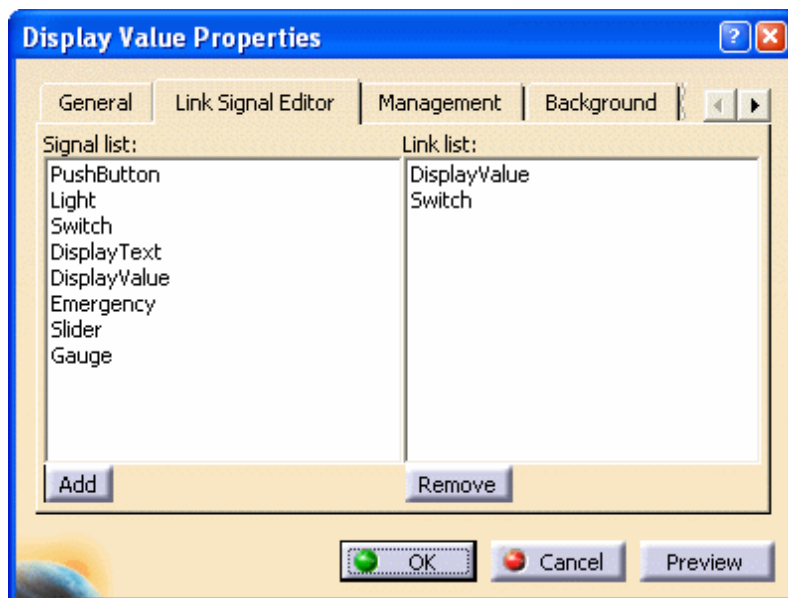 Display Value Properties
General Link Signal Editor Management Background
Signal list: Link list:
PushButton
Light
Switch
DisplayText
DisplayValue
Emergency
Slider
Gauge
DisplayValue
Switch
Add Remove
OK Cancel Preview